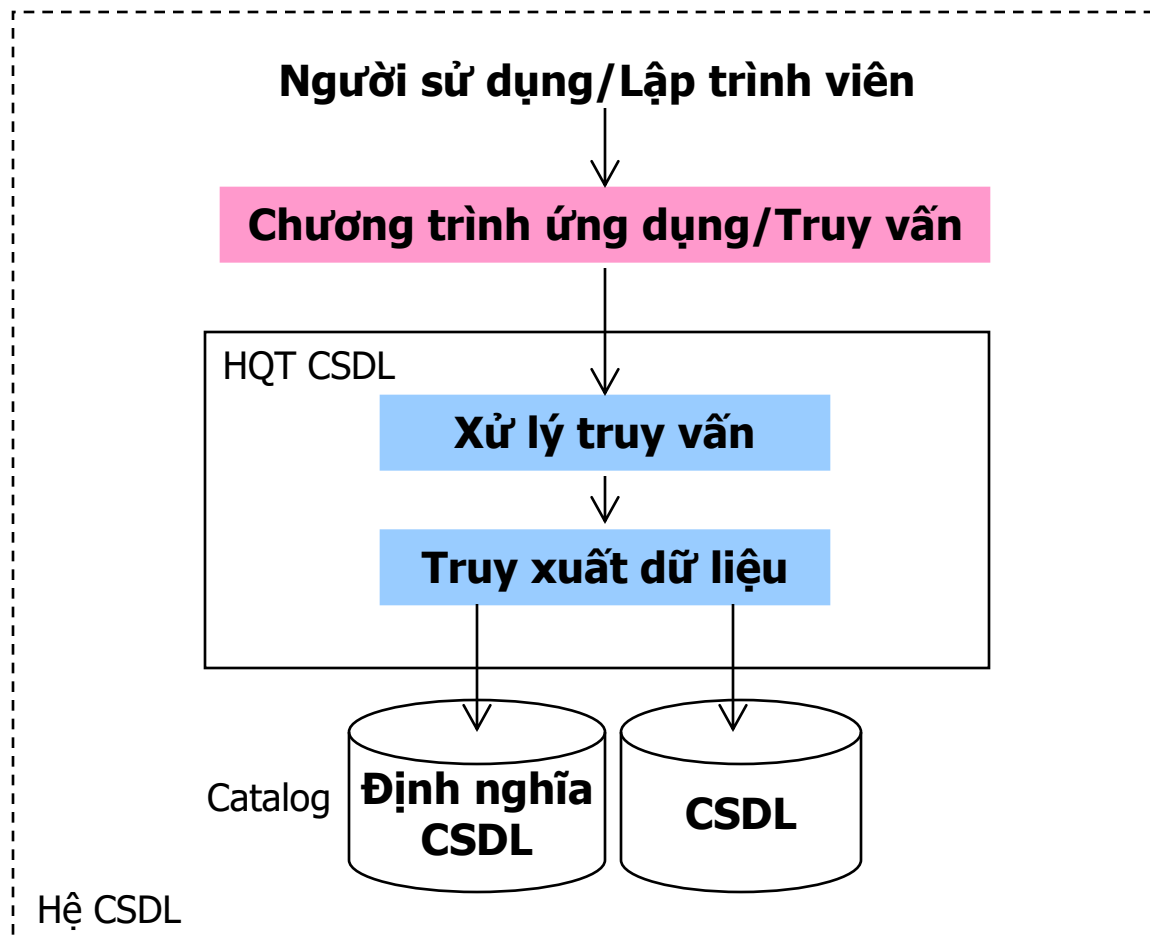 Người sử dụng/Lập trình viên
Chương trình ứng dụng/Truy vấn
HQT CSDL
Xử lý truy vấn
Truy xuất dữ liệu
Catalog
Định nghĩa
CSDL
CSDL
Hệ CSDL